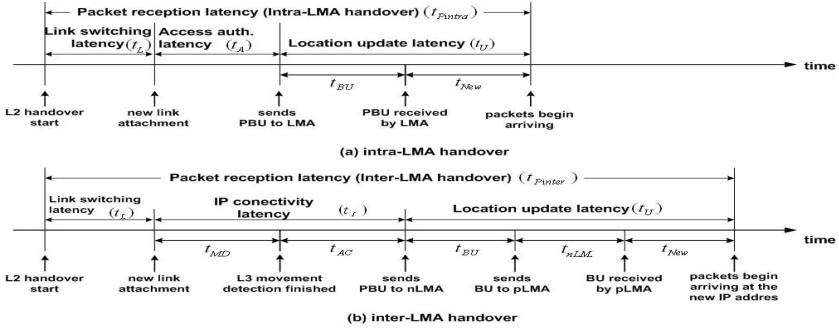 Packet reception latency (Intra-LMA handover) (t_Pintra)
Link switching latency (t_L)
Access auth. latency (t_A)
Location update latency (t_U)
t_BU
t_New
time
L2 handover start
new link attachment
sends PBU to LMA
PBU received by LMA
packets begin arriving
(a) intra-LMA handover
Packet reception latency (Inter-LMA handover) (t_Pinter)
Link switching latency (t_L)
IP conectivity latency (t_I)
Location update latency (t_U)
t_MD
t_AC
t_BU
t_nLM
t_New
time
L2 handover start
new link attachment
L3 movement detection finished
sends PBU to nLMA
sends BU to pLMA
BU received by pLMA
packets begin arriving at the new IP addres
(b) inter-LMA handover